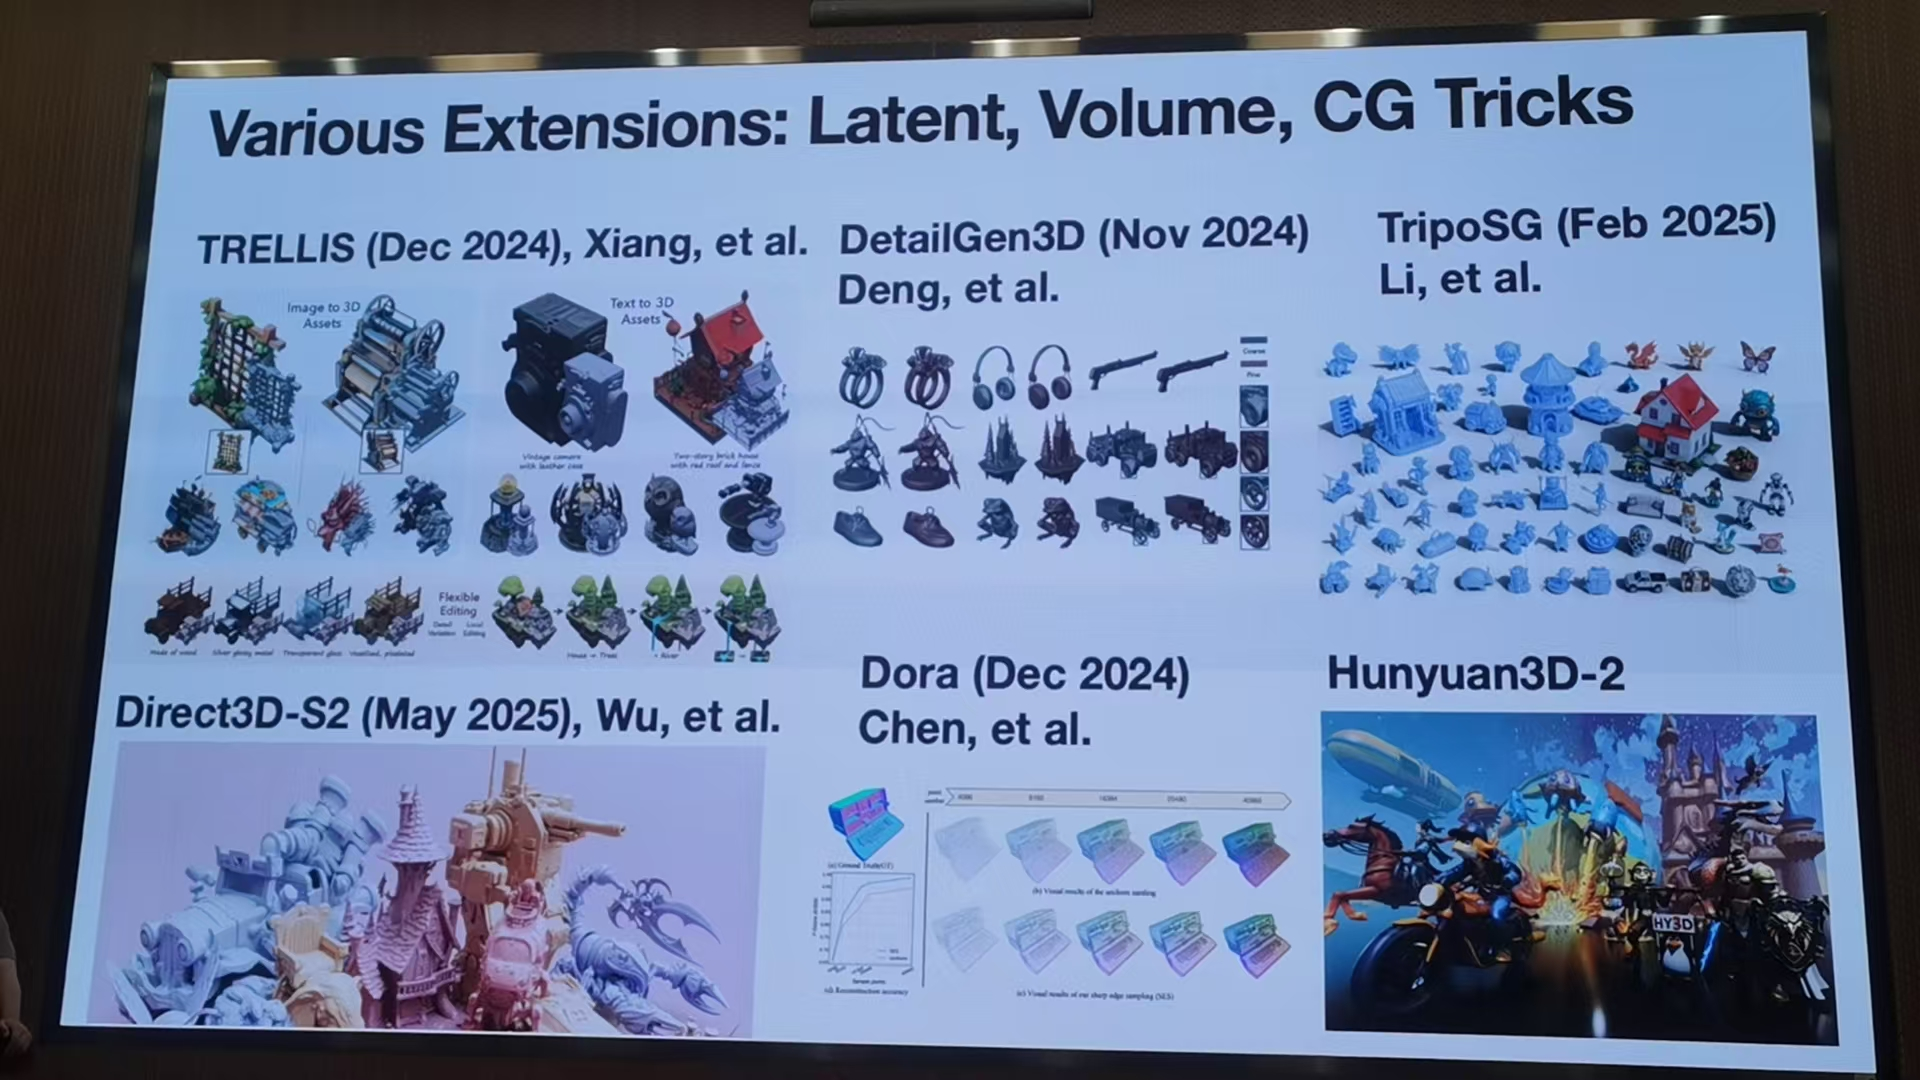 Various Extensions: Latent, Volume, CG Tricks
TRELLIS (Dec 2024), Xiang, et al.
Image to 3D
Assets
Text to 3D
Assets
Vintage camera
with leather case
Two-story brick house
with red roof and fence
Made of wood
Silver glossy metal
Transparent glass
Voxelized, pixelated
Flexible
Editing
Detail
Variation
Local
Editing
House → Trees
+ River
DetailGen3D (Nov 2024)
Deng, et al.
Coarse
Fine
TripoSG (Feb 2025)
Li, et al.
Direct3D-S2 (May 2025), Wu, et al.
Dora (Dec 2024)
Chen, et al.
point
number
4096
8192
16384
40960
(a) Ground Truth(GT)
(b) Visual results of the uniform sampling
(c) Visual results of our sharp edge sampling (SES)
(d) Reconstruction accuracy
Hunyuan3D-2
HY3D